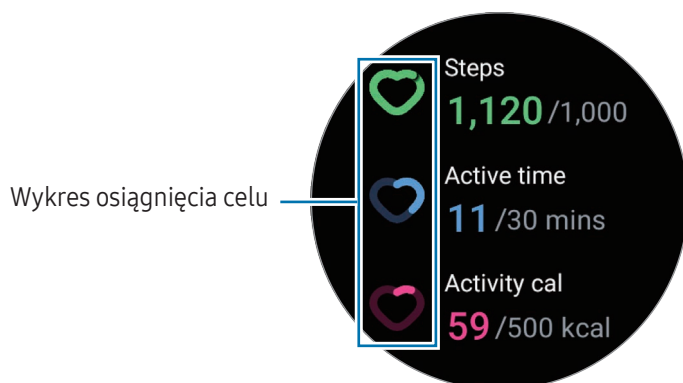 Wykres osiągnięcia celu
Steps
1,120/1,000
Active time
11/30 mins
Activity cal
59/500 kcal